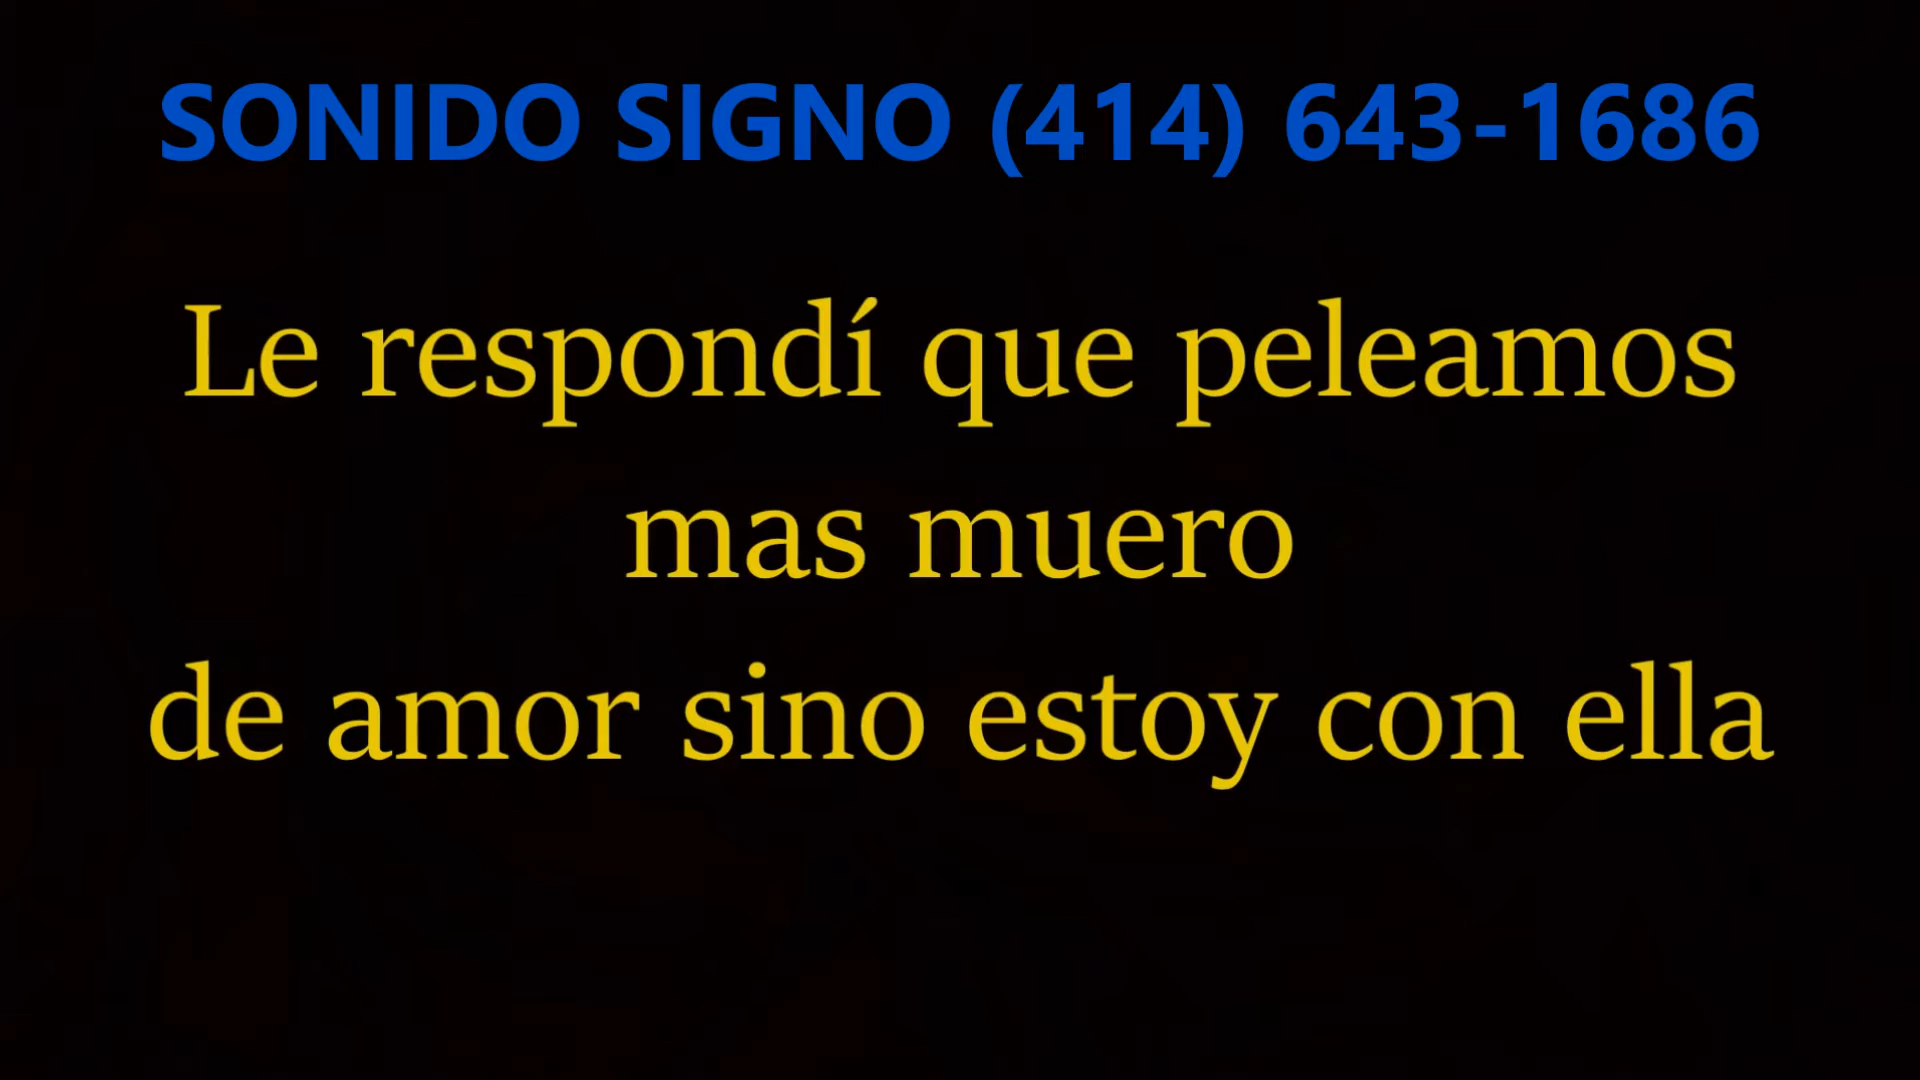 SONIDO SIGNO (414) 643-1686
Le respondí que peleamos
mas muero
de amor sino estoy con ella